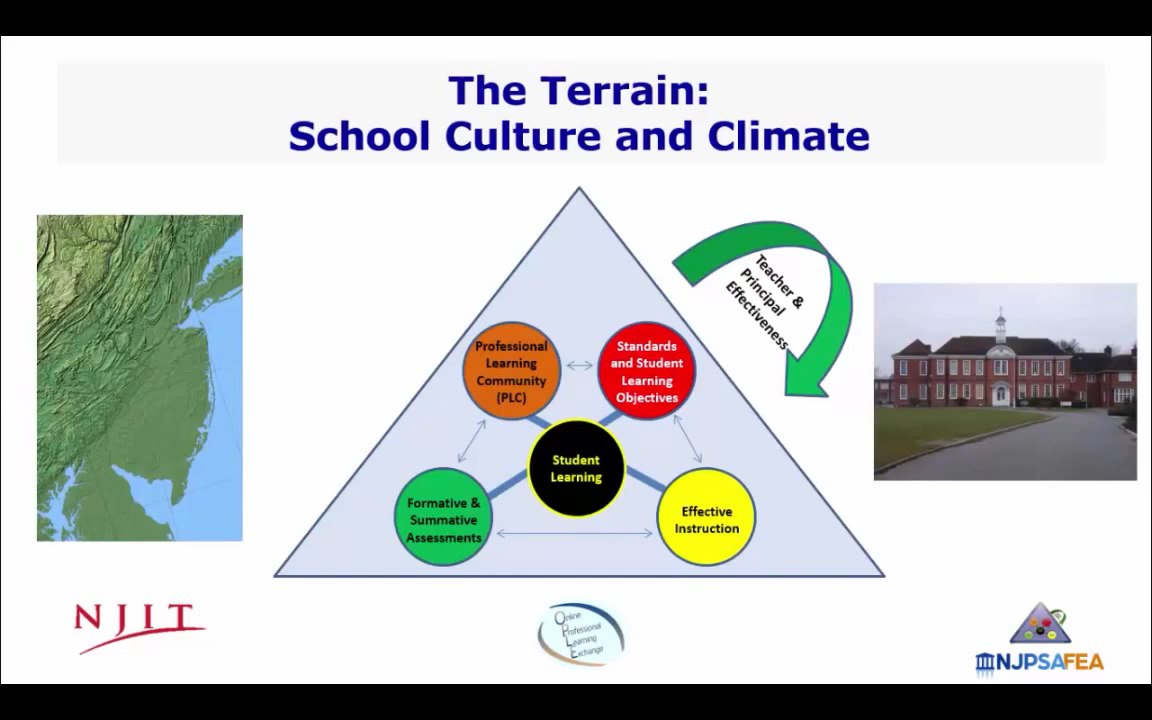 The Terrain:
School Culture and Climate
Teacher &
Principal
Effectiveness
Professional
Learning
Community
(PLC)
Standards
and Student
Learning
Objectives
Student
Learning
Formative &
Summative
Assessments
Effective
Instruction
NJIT
Online
Professional
Learning
Exchange
NJPSAFEA